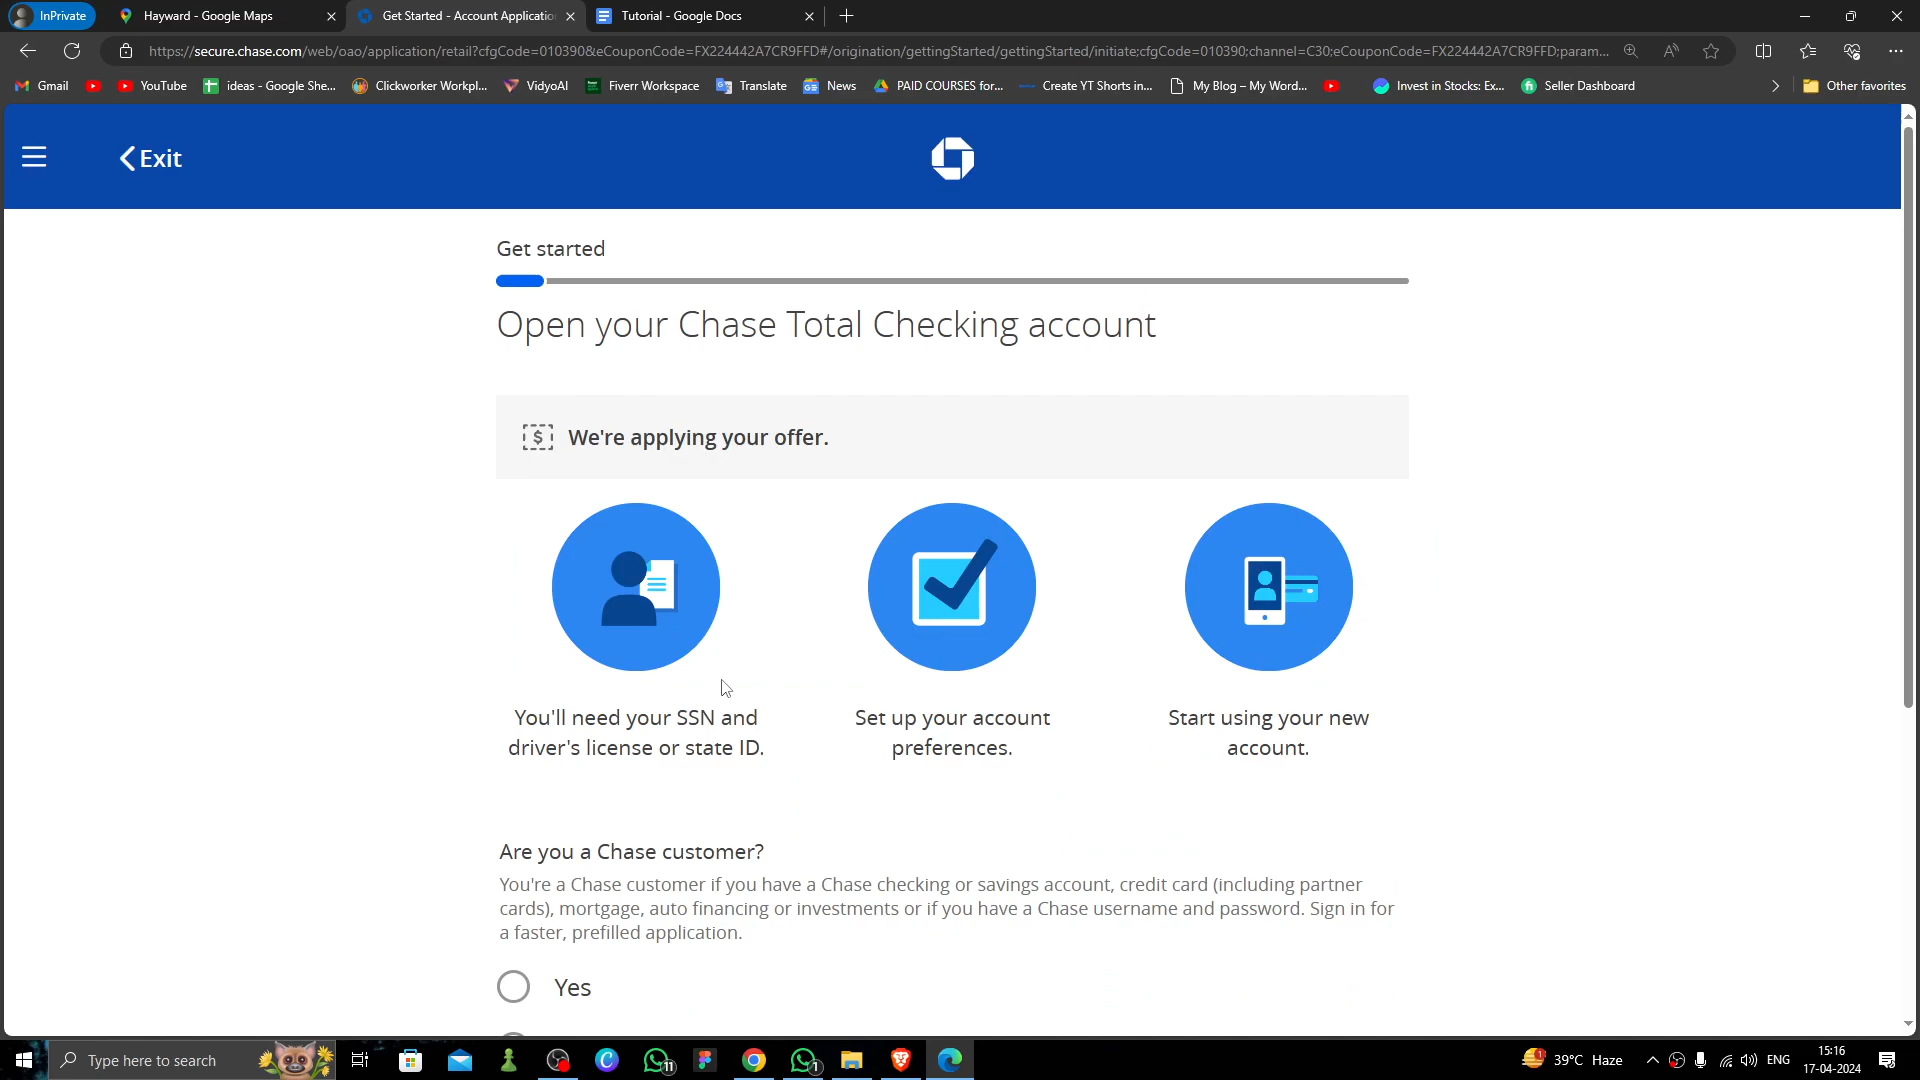 InPrivate
Hayward - Google Maps
Get Started - Account Applicatio
Tutorial - Google Docs
https://secure.chase.com/web/oao/application/retail?cfgCode=010390&eCouponCode=FX224442A7CR9FFD#/origination/gettingStarted/gettingStarted/initiate;cfgCode=010390;channel=C30;eCouponCode=FX224442A7CR9FFD;param...
Gmail
YouTube
ideas - Google She...
Clickworker Workpl...
VidyoAI
Fiverr Workspace
Translate
News
PAID COURSES for...
Create YT Shorts in...
My Blog – My Word...
Invest in Stocks: Ex...
Seller Dashboard
Other favorites
Exit
Get started
Open your Chase Total Checking account
We're applying your offer.
You'll need your SSN and
driver's license or state ID.
Set up your account
preferences.
Start using your new
account.
Are you a Chase customer?
You're a Chase customer if you have a Chase checking or savings account, credit card (including partner
cards), mortgage, auto financing or investments or if you have a Chase username and password. Sign in for
a faster, prefilled application.
Yes
Type here to search
11
1
1
39°C Haze
ENG
15:16
17-04-2024